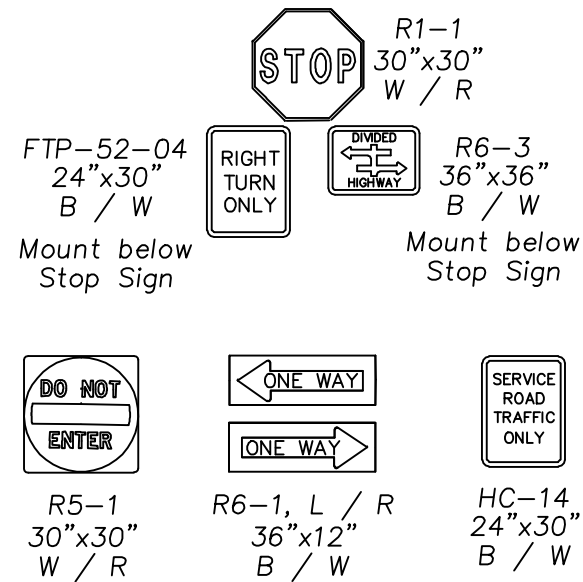 STOP
R1-1
30"x30"
W / R
FTP-52-04
24"x30"
B / W
Mount below
Stop Sign
RIGHT
TURN
ONLY
DIVIDED
HIGHWAY
R6-3
36"x36"
B / W
Mount below
Stop Sign
DO NOT
ENTER
R5-1
30"x30"
W / R
ONE WAY
ONE WAY
R6-1, L / R
36"x12"
B / W
SERVICE
ROAD
TRAFFIC
ONLY
HC-14
24"x30"
B / W